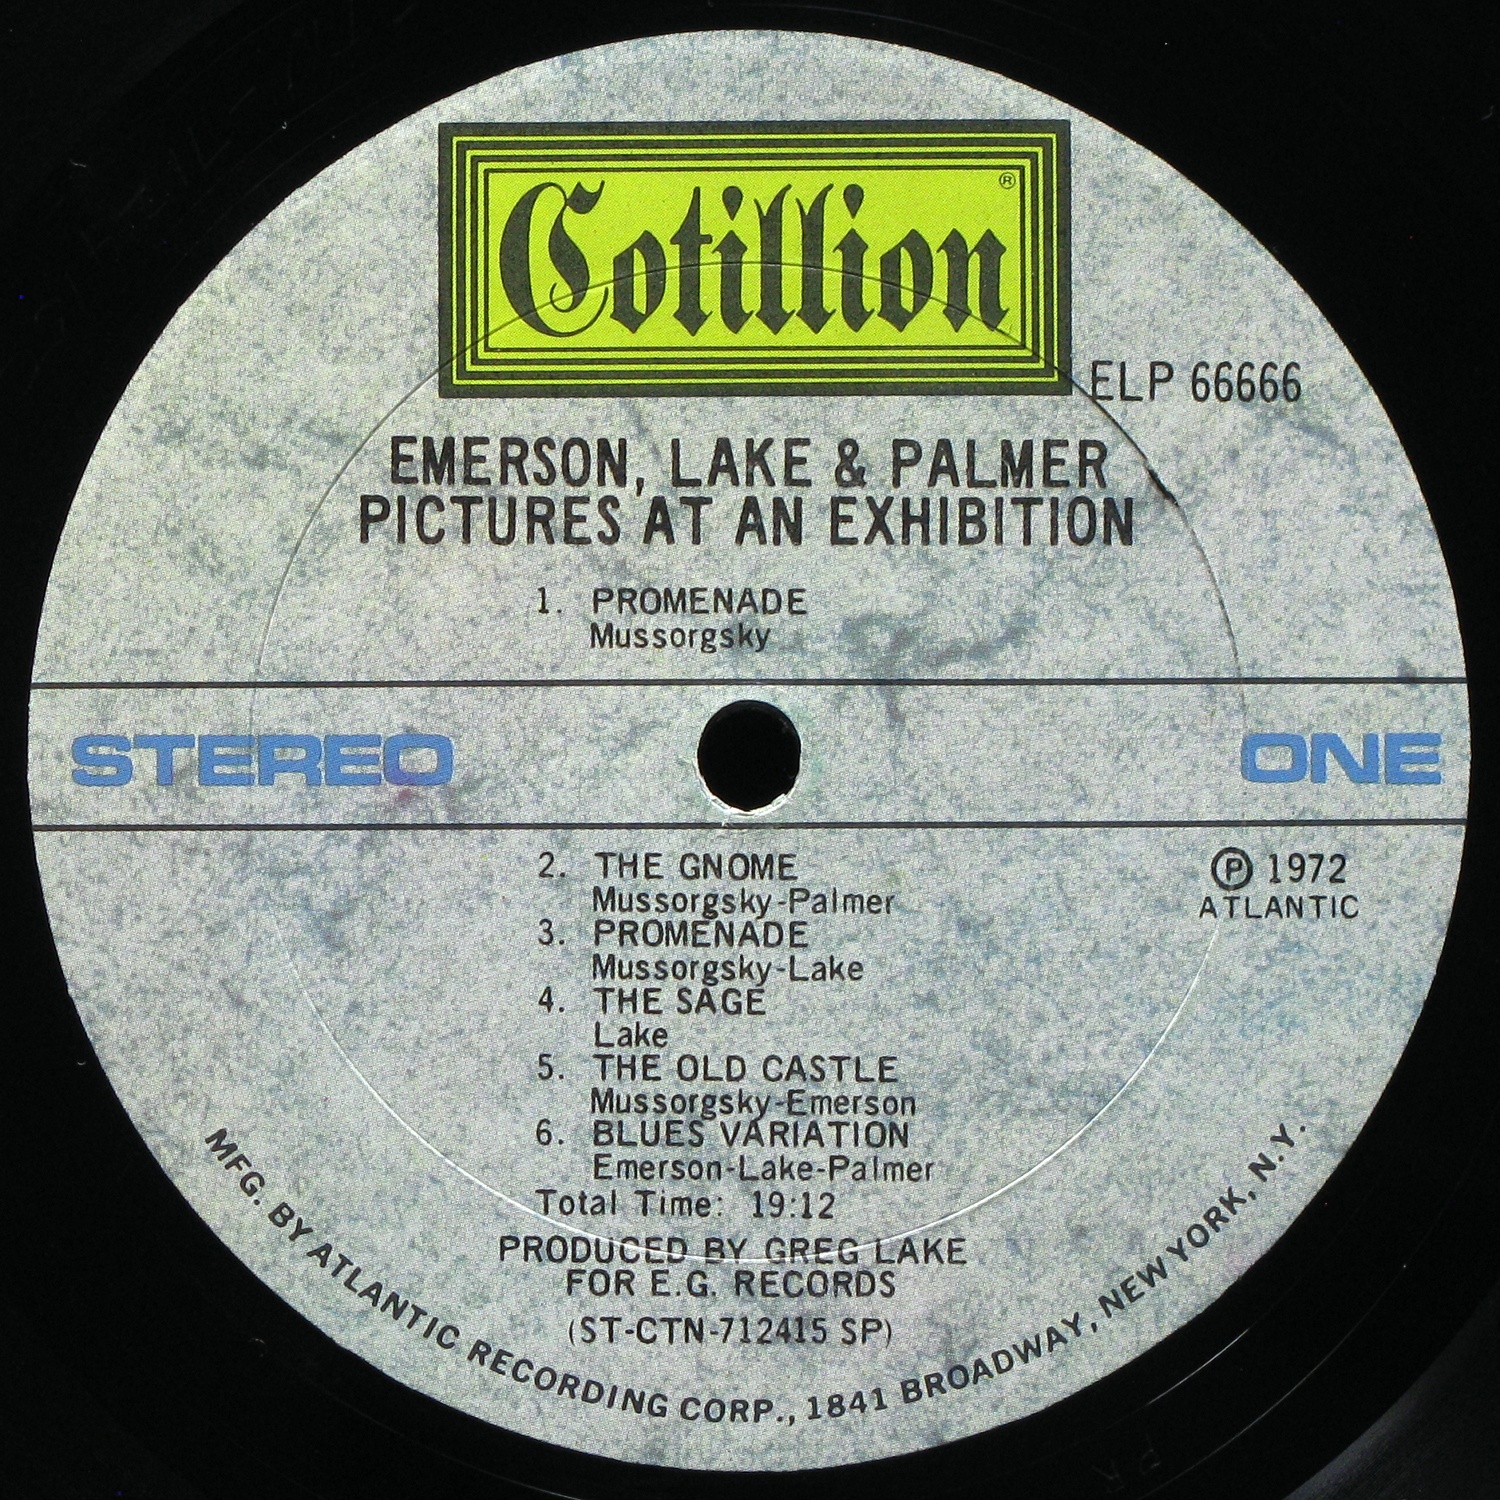 Cotillion ®
ELP 66666
EMERSON, LAKE & PALMER
PICTURES AT AN EXHIBITION
1. PROMENADE
Mussorgsky
STEREO
ONE
2. THE GNOME
Mussorgsky-Palmer
3. PROMENADE
Mussorgsky-Lake
4. THE SAGE
Lake
5. THE OLD CASTLE
Mussorgsky-Emerson
6. BLUES VARIATION
Emerson-Lake-Palmer
Total Time: 19:12
℗ 1972
ATLANTIC
PRODUCED BY GREG LAKE
FOR E.G. RECORDS
(ST-CTN-712415 SP)
MFG. BY ATLANTIC RECORDING CORP., 1841 BROADWAY, NEW YORK, N.Y.